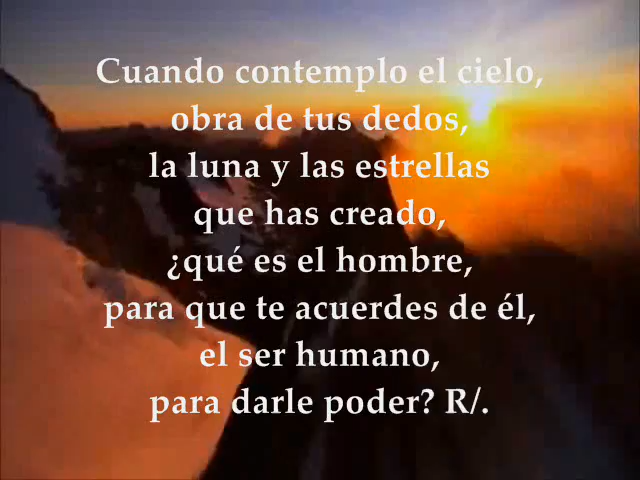 Cuando contemplo el cielo,
obra de tus dedos,
la luna y las estrellas
que has creado,
¿qué es el hombre,
para que te acuerdes de él,
el ser humano,
para darle poder? R/.